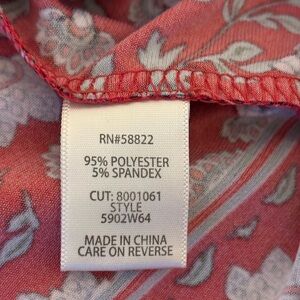 RN#58822
95% POLYESTER
5% SPANDEX
CUT: 8001061
STYLE
5902W64
MADE IN CHINA
CARE ON REVERSE